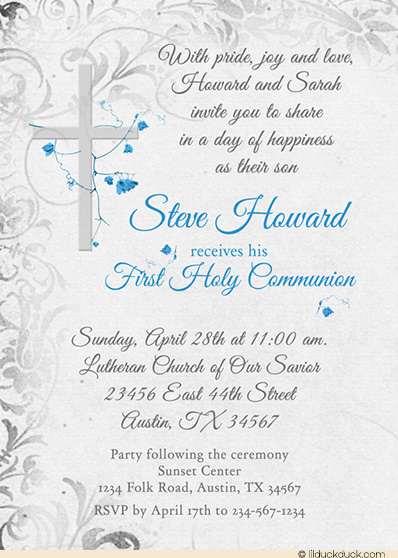 With pride, joy and love,
Howard and Sarah
invite you to share
in a day of happiness
as their son
Steve Howard
receives his
First Holy Communion
Sunday, April 28th at 11:00 am.
Lutheran Church of Our Savior
23456 East 44th Street
Austin, TX 34567
Party following the ceremony
Sunset Center
1234 Folk Road, Austin, TX 34567
RSVP by April 17th to 234-567-1234
© lilduckduck.com